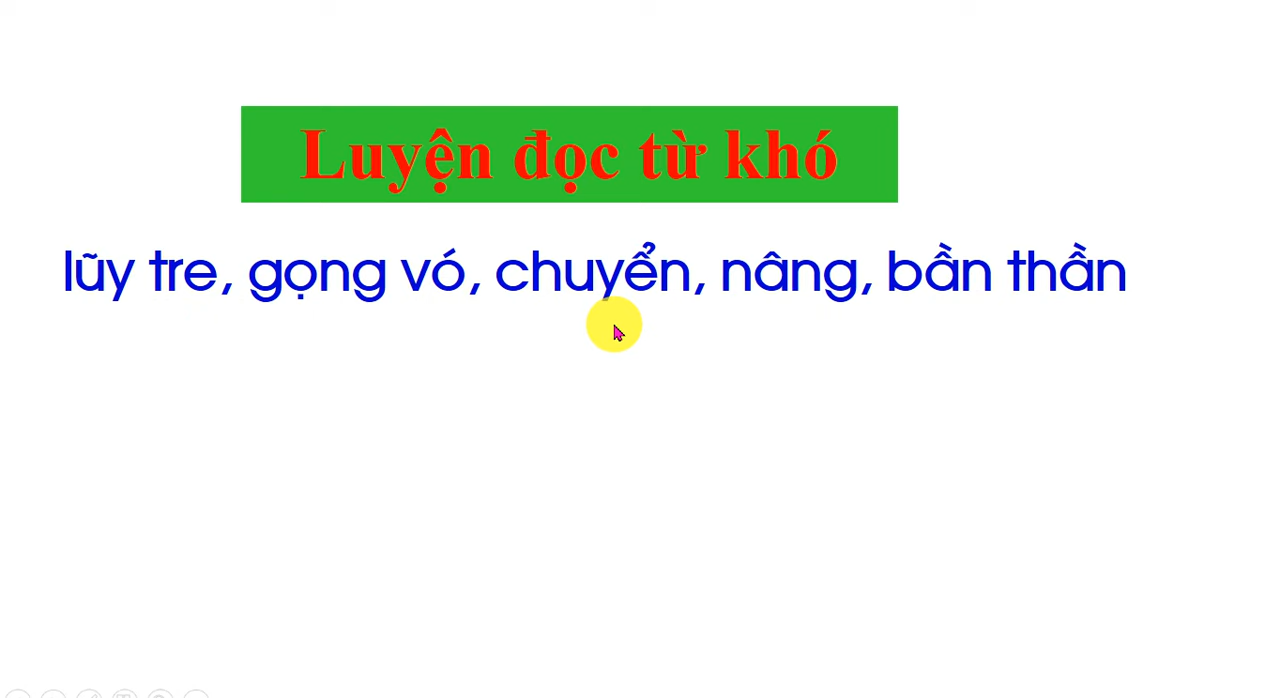 Luyện đọc từ khó
lũy tre, gọng vó, chuyển, nâng, bần thần